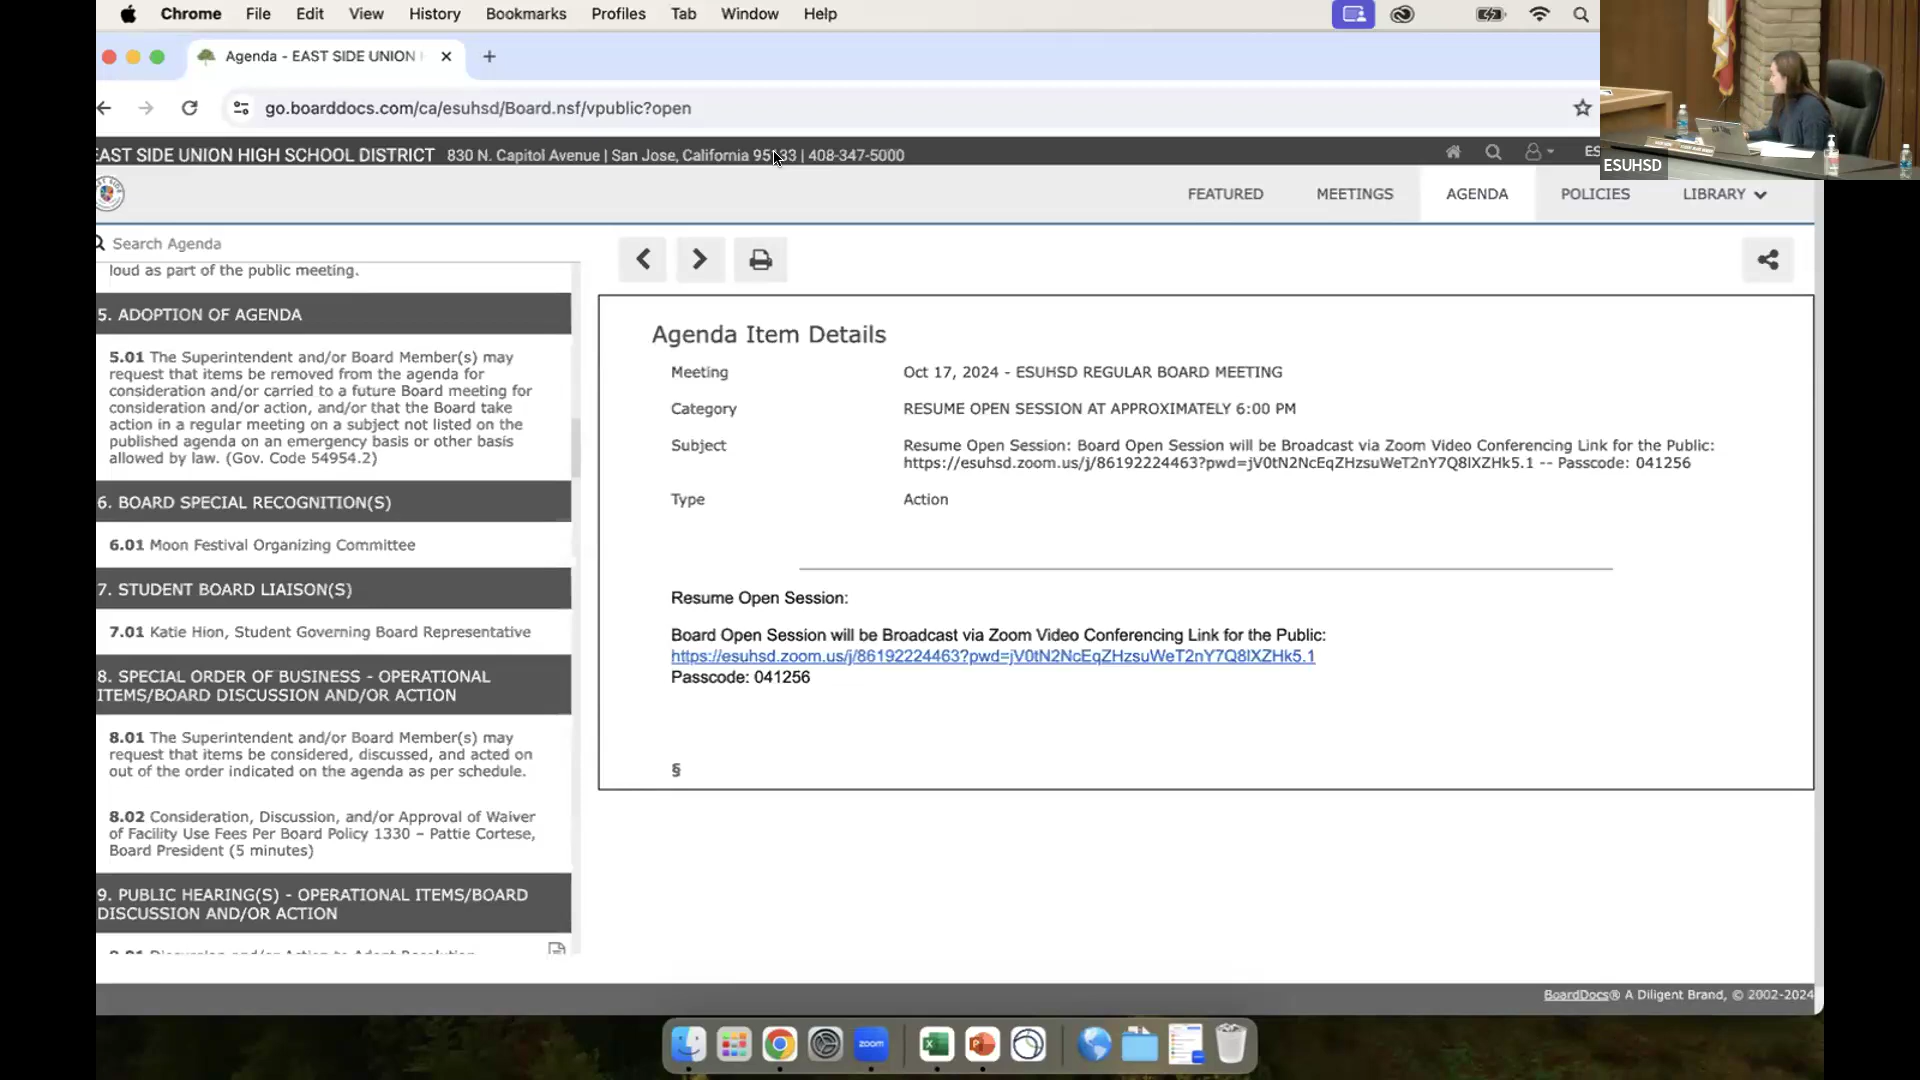 Chrome File Edit View History Bookmarks Profiles Tab Window Help
Agenda - EAST SIDE UNION
go.boarddocs.com/ca/esuhsd/Board.nsf/vpublic?open
EAST SIDE UNION HIGH SCHOOL DISTRICT 830 N. Capitol Avenue | San Jose, California 95133 | 408-347-5000
ES
ESUHSD
FEATURED MEETINGS AGENDA POLICIES LIBRARY
Search Agenda
loud as part of the public meeting.
5. ADOPTION OF AGENDA
5.01 The Superintendent and/or Board Member(s) may
request that items be removed from the agenda for
consideration and/or carried to a future Board meeting for
consideration and/or action, and/or that the Board take
action in a regular meeting on a subject not listed on the
published agenda on an emergency basis or other basis
allowed by law. (Gov. Code 54954.2)
6. BOARD SPECIAL RECOGNITION(S)
6.01 Moon Festival Organizing Committee
7. STUDENT BOARD LIAISON(S)
7.01 Katie Hion, Student Governing Board Representative
8. SPECIAL ORDER OF BUSINESS - OPERATIONAL
ITEMS/BOARD DISCUSSION AND/OR ACTION
8.01 The Superintendent and/or Board Member(s) may
request that items be considered, discussed, and acted on
out of the order indicated on the agenda as per schedule.
8.02 Consideration, Discussion, and/or Approval of Waiver
of Facility Use Fees Per Board Policy 1330 – Pattie Cortese,
Board President (5 minutes)
9. PUBLIC HEARING(S) - OPERATIONAL ITEMS/BOARD
DISCUSSION AND/OR ACTION
9.01 Discussion and/or Action to Adopt Resolution
Agenda Item Details
Meeting Oct 17, 2024 - ESUHSD REGULAR BOARD MEETING
Category RESUME OPEN SESSION AT APPROXIMATELY 6:00 PM
Subject Resume Open Session: Board Open Session will be Broadcast via Zoom Video Conferencing Link for the Public:
https://esuhsd.zoom.us/j/86192224463?pwd=jV0tN2NcEqZHzsuWeT2nY7Q8lXZHk5.1 -- Passcode: 041256
Type Action
Resume Open Session:
Board Open Session will be Broadcast via Zoom Video Conferencing Link for the Public:
https://esuhsd.zoom.us/j/86192224463?pwd=jV0tN2NcEqZHzsuWeT2nY7Q8lXZHk5.1
Passcode: 041256
§
BoardDocs® A Diligent Brand, © 2002-2024
zoom